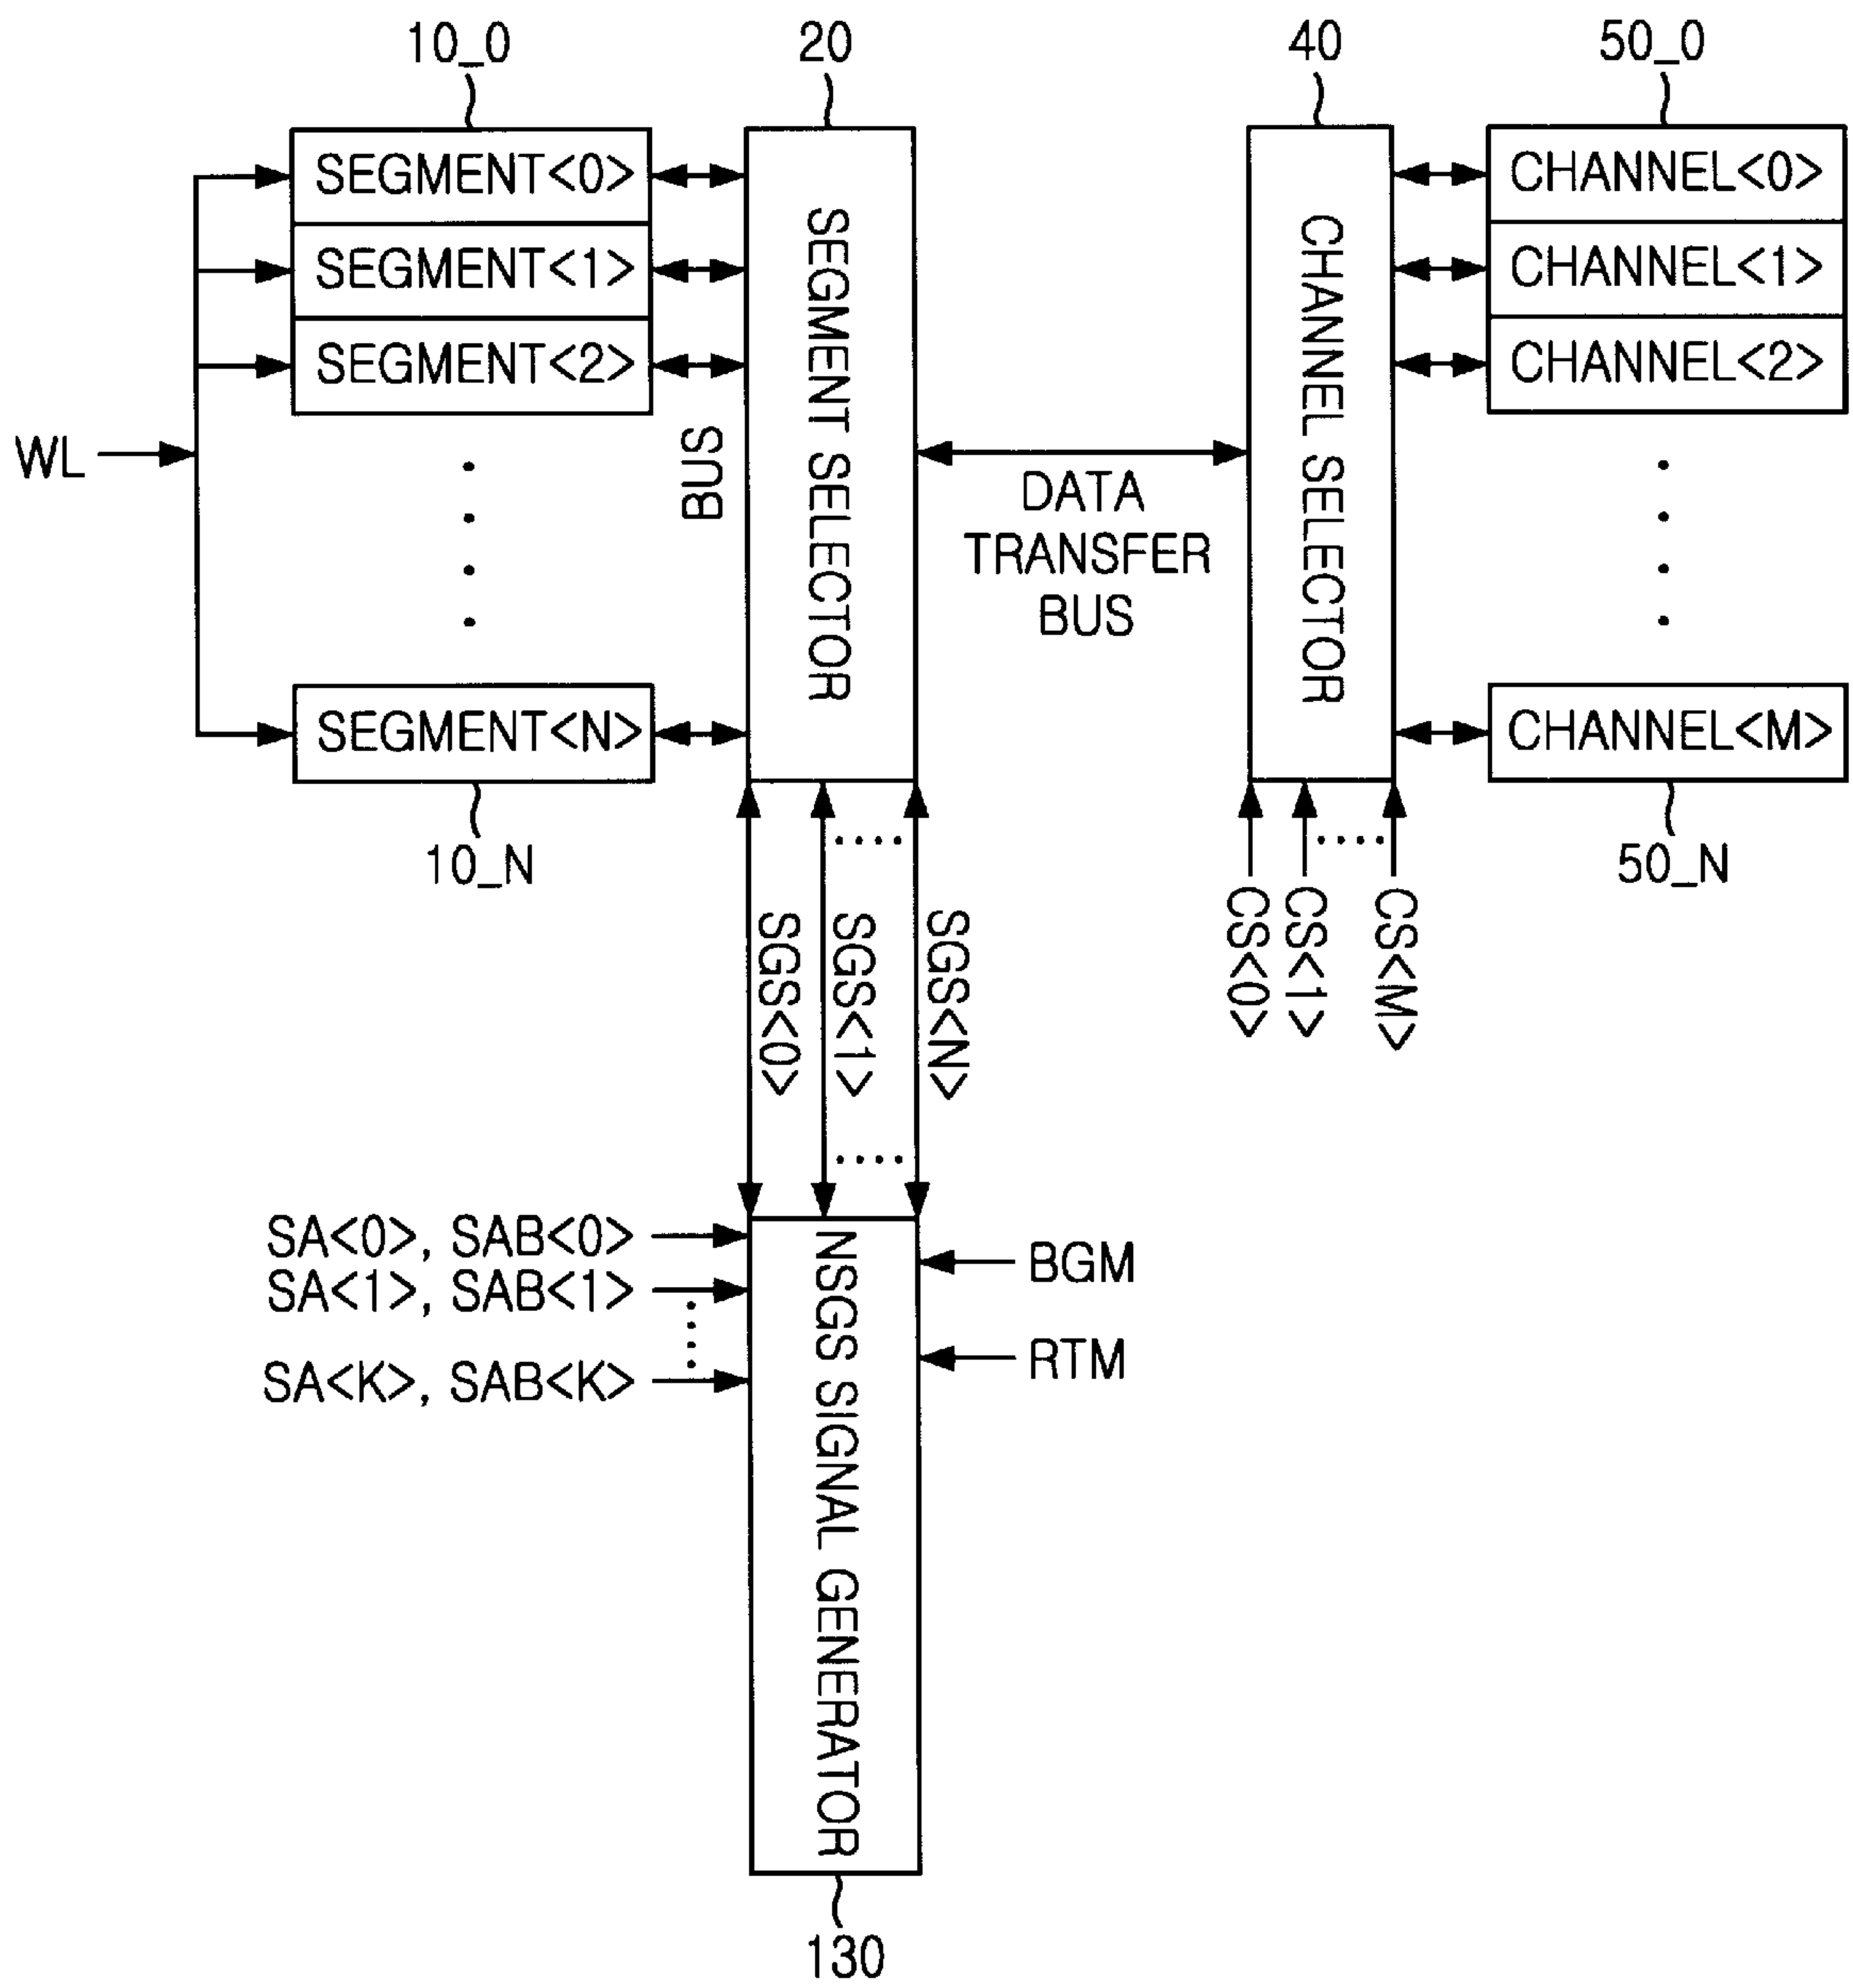 10_0
20
40
50_0
SEGMENT<0>
SEGMENT<1>
SEGMENT<2>
SEGMENT<N>
WL
BUS
SEGMENT SELECTOR
DATA
TRANSFER
BUS
CHANNEL SELECTOR
CHANNEL<0>
CHANNEL<1>
CHANNEL<2>
CHANNEL<M>
10_N
50_N
SGS<0>
SGS<1>
SGS<N>
CS<0>
CS<1>
CS<M>
SA<0>, SAB<0>
SA<1>, SAB<1>
SA<K>, SAB<K>
NSGS SIGNAL GENERATOR
BGM
RTM
130